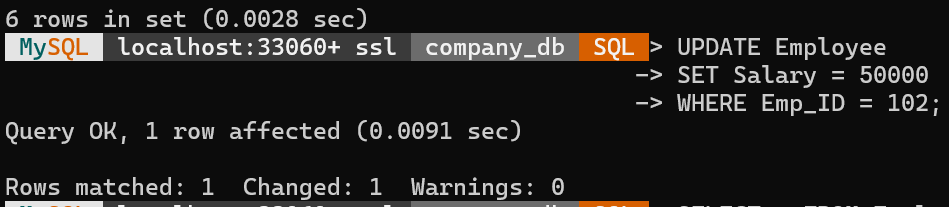 6 rows in set (0.0028 sec)
MySQL localhost:33060+ ssl company_db SQL > UPDATE Employee
-> SET Salary = 50000
-> WHERE Emp_ID = 102;
Query OK, 1 row affected (0.0091 sec)
Rows matched: 1 Changed: 1 Warnings: 0